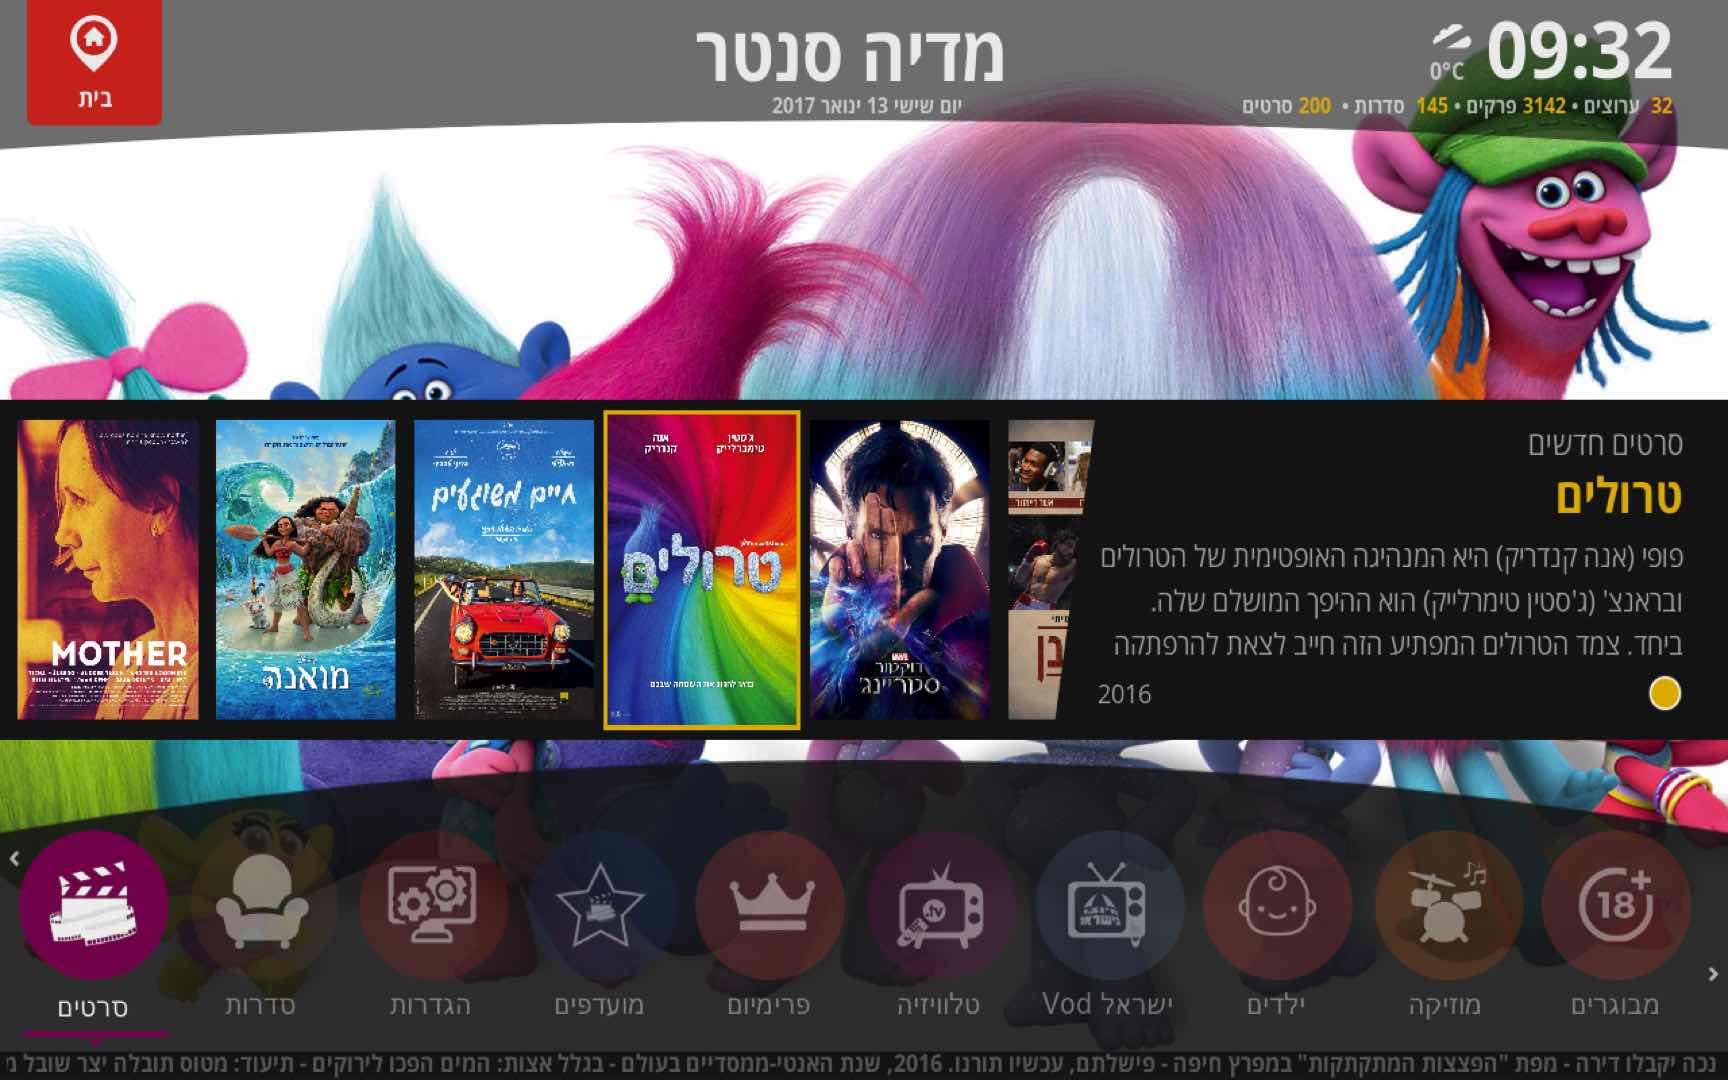 בית
מדיה סנטר
יום שישי 13 ינואר 2017
09:32
0°C
32 ערוצים • 3142 פרקים • 145 סדרות • 200 סרטים
MOTHER
מואנה
חיים משוגעים
אנה קנדריק
ג'סטין טימברלייק
טרולים
MARVEL
דוקטור
סטריינג'
סרטים חדשים
טרולים
פופי (אנה קנדריק) היא המנהיגה האופטימית של הטרולים
ובראנצ' (ג'סטין טימרלייק) הוא ההיפך המושלם שלה.
ביחד. צמד הטרולים המפתיע הזה חייב לצאת להרפתקה
2016
.tv
18+
סרטים
סדרות
הגדרות
מועדפים
פרימיום
טלוויזיה
ישראל Vod
ילדים
מוזיקה
מבוגרים
נכה יקבלו דירה - מפת "הפצצות המתקתקות" במפרץ חיפה - פישלתם, עכשיו תורנו. 2016, שנת האנטי-ממסדיים בעולם - בגלל אצות: המים הפכו לירוקים - תיעוד: מטוס תובלה יצר שובל מ